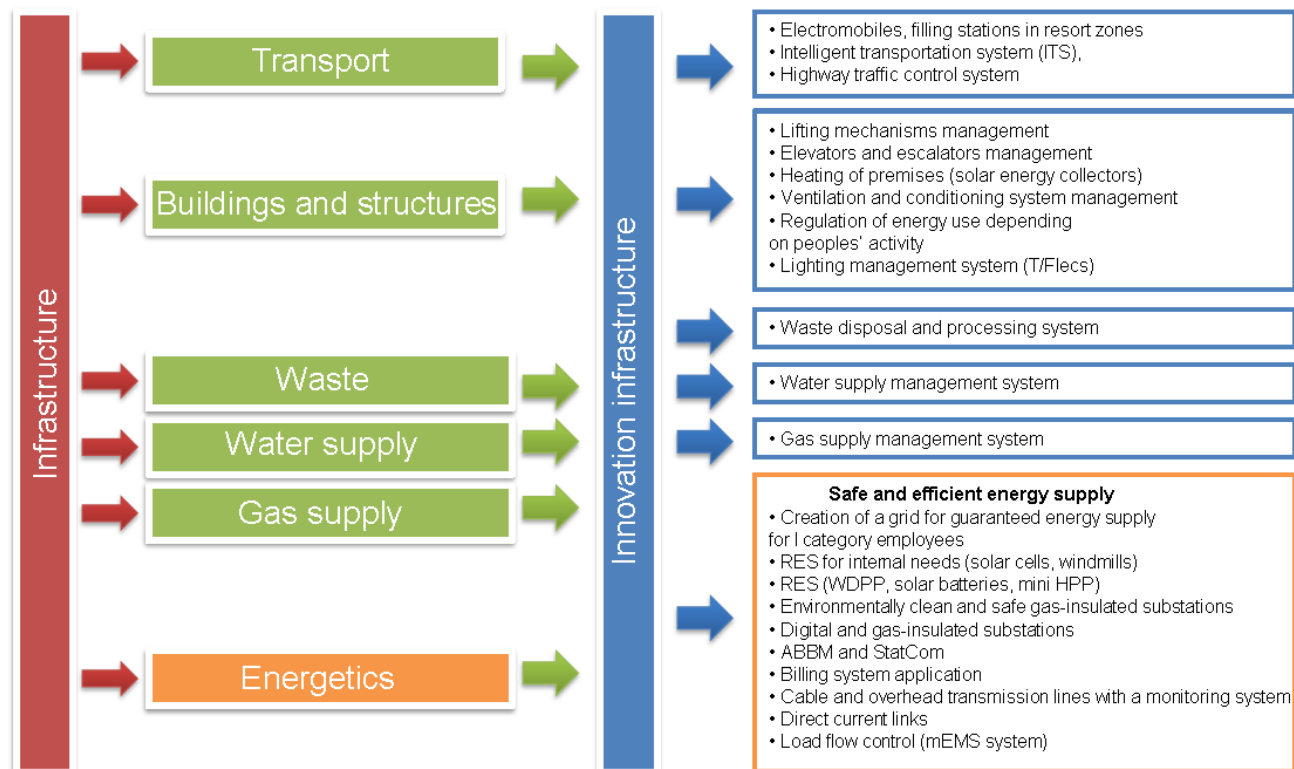 Infrastructure
Transport
Buildings and structures
Waste
Water supply
Gas supply
Energetics
Innovation infrastructure
• Electromobiles, filling stations in resort zones
• Intelligent transportation system (ITS),
• Highway traffic control system
• Lifting mechanisms management
• Elevators and escalators management
• Heating of premises (solar energy collectors)
• Ventilation and conditioning system management
• Regulation of energy use depending
on peoples' activity
• Lighting management system (T/Flecs)
• Waste disposal and processing system
• Water supply management system
• Gas supply management system
Safe and efficient energy supply
• Creation of a grid for guaranteed energy supply
for I category employees
• RES for internal needs (solar cells, windmills)
• RES (WDPP, solar batteries, mini HPP)
• Environmentally clean and safe gas-insulated substations
• Digital and gas-insulated substations
• ABBM and StatCom
• Billing system application
• Cable and overhead transmission lines with a monitoring system
• Direct current links
• Load flow control (mEMS system)